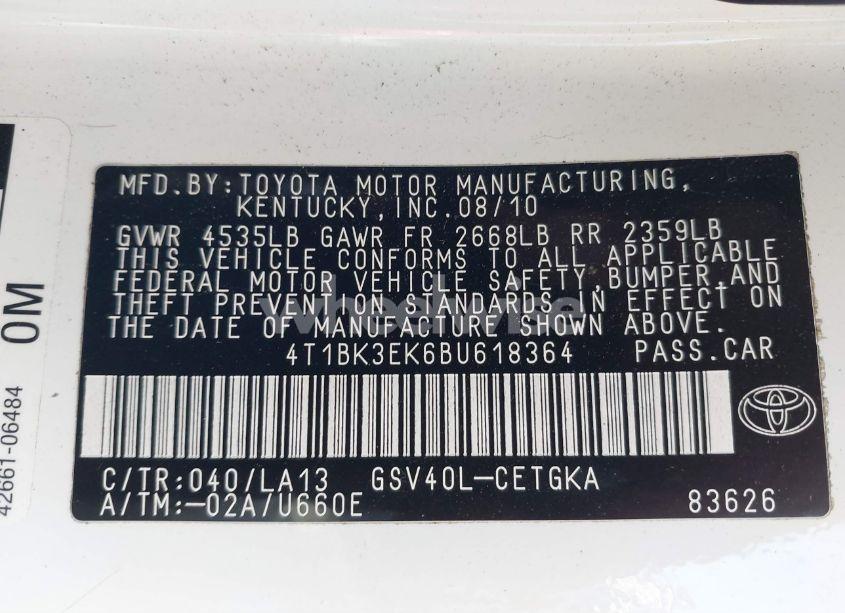 MFD.BY:TOYOTA MOTOR MANUFACTURING,
KENTUCKY,INC.08/10
GVWR 4535LB GAWR FR 2668LB RR 2359LB
THIS VEHICLE CONFORMS TO ALL APPLICABLE
FEDERAL MOTOR VEHICLE SAFETY,BUMPER,AND
THEFT PREVENTION STANDARDS IN EFFECT ON
THE DATE OF MANUFACTURE SHOWN ABOVE.
4T1BK3EK6BU618364 PASS.CAR
C/TR:040/LA13 GSV40L-CETGKA
A/TM:-02A/U660E 83626
42661-06484
OM
wheelwise